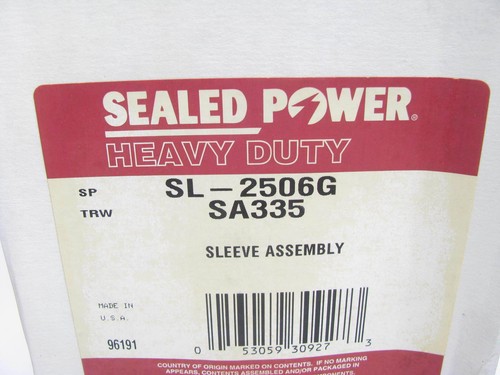 SEALED POWER®
HEAVY DUTY
SP SL-2506G
TRW SA335
SLEEVE ASSEMBLY
MADE IN
U.S.A.
96191
0 53059 30927 3
COUNTRY OF ORIGIN MARKED ON CONTENTS. IF NO MARKING
APPEARS, CONTENTS ASSEMBLED AND/OR PACKAGED IN